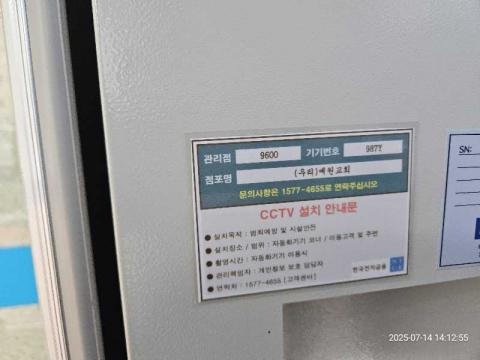 관리점 9600 기기번호 987Y
점포명 (우리)예원교회
문의사항은 1577-4655로 연락주십시오
CCTV 설치 안내문
● 설치목적 : 범죄예방 및 시설안전
● 설치장소 / 범위 : 자동화기기 코너 / 이용고객 및 주변
● 촬영시간 : 자동화기기 이용시
● 관리책임자 : 개인정보 보호 담당자
● 연락처 : 1577-4655 [고객센터]
한국전자금융
SN:
2025-07-14 14:12:55